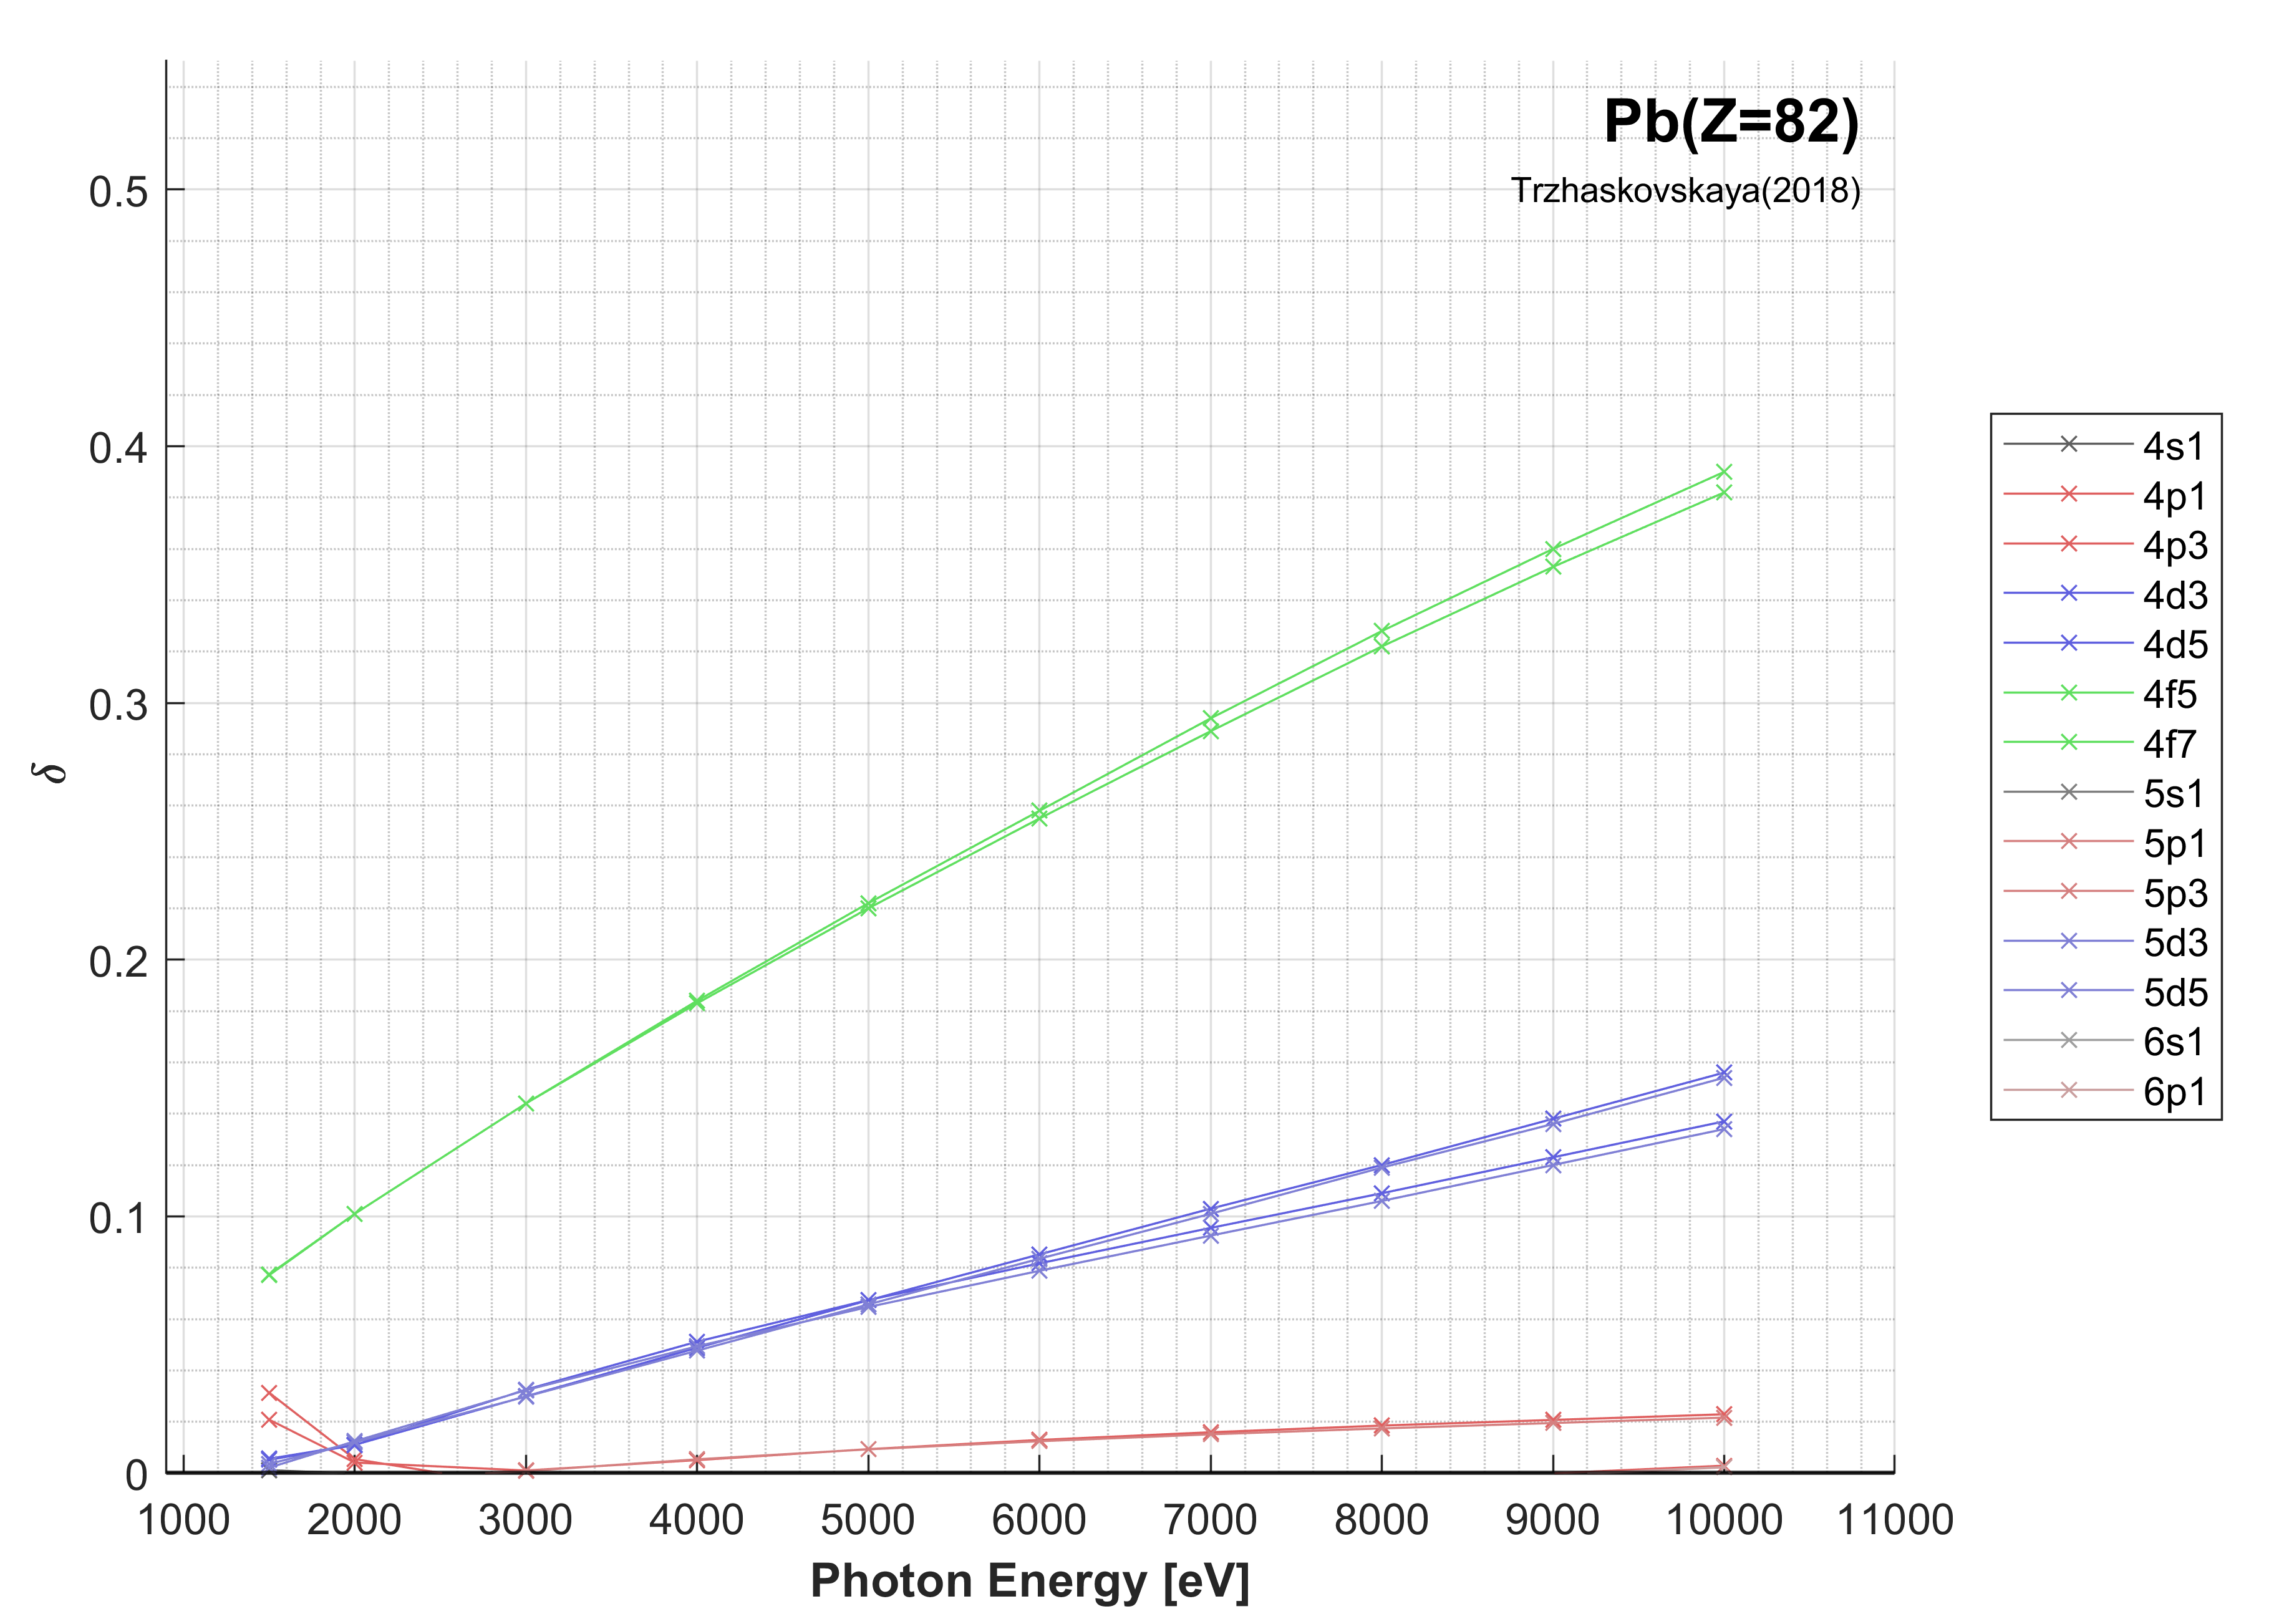 Pb(Z=82)
Trzhaskovskaya(2018)
0.5
0.4
0.3
0.2
0.1
0
δ
1000 2000 3000 4000 5000 6000 7000 8000 9000 10000 11000
Photon Energy [eV]
4s1
4p1
4p3
4d3
4d5
4f5
4f7
5s1
5p1
5p3
5d3
5d5
6s1
6p1